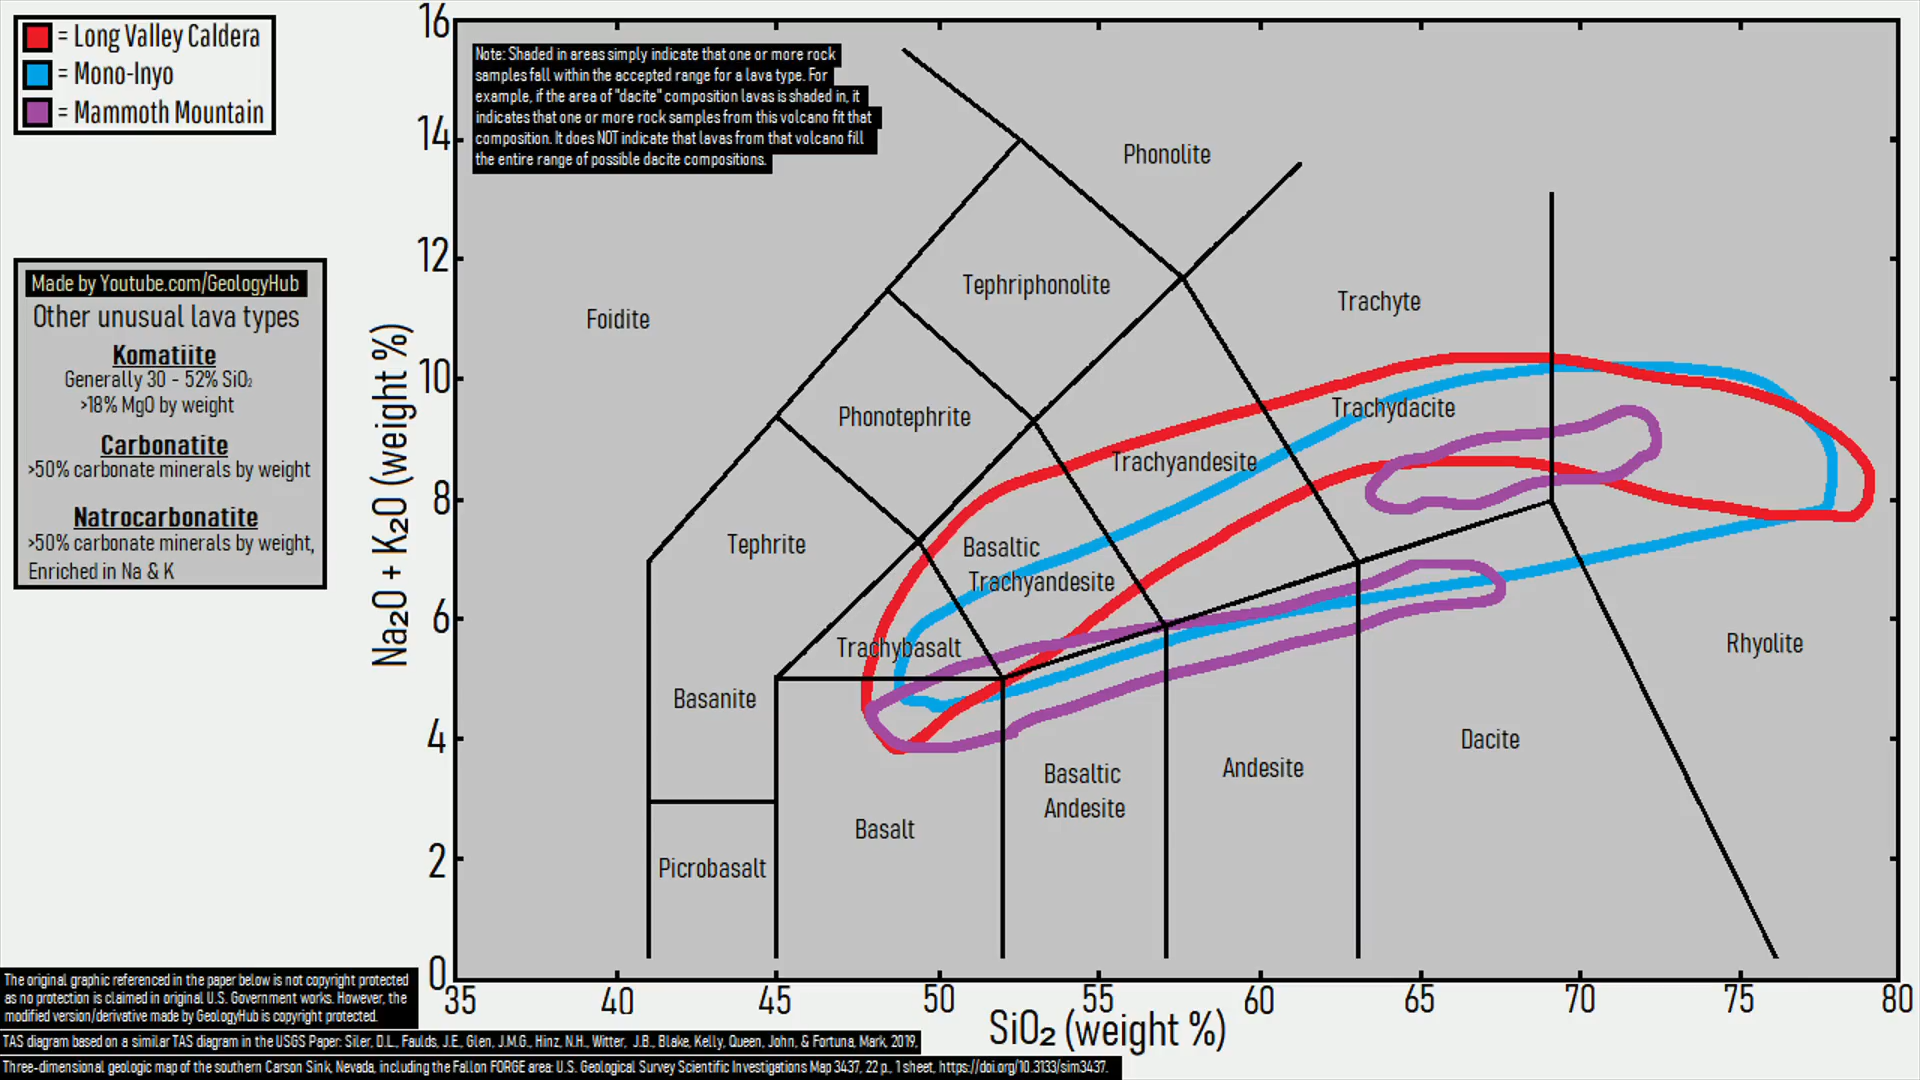 = Long Valley Caldera
= Mono-Inyo
= Mammoth Mountain
Made by Youtube.com/GeologyHub
Other unusual lava types
Komatiite
Generally 30 - 52% SiO₂
>18% MgO by weight
Carbonatite
>50% carbonate minerals by weight
Natrocarbonatite
>50% carbonate minerals by weight,
Enriched in Na & K
Note: Shaded in areas simply indicate that one or more rock
samples fall within the accepted range for a lava type. For
example, if the area of "dacite" composition lavas is shaded in, it
indicates that one or more rock samples from this volcano fit that
composition. It does NOT indicate that lavas from that volcano fill
the entire range of possible dacite compositions.
Na₂O + K₂O (weight %)
16
14
12
10
8
6
4
2
0
Phonolite
Tephriphonolite
Trachyte
Foidite
Trachydacite
Phonotephrite
Trachyandesite
Tephrite
Basaltic
Trachyandesite
Trachybasalt
Rhyolite
Basanite
Dacite
Basaltic
Andesite
Andesite
Basalt
Picrobasalt
35
40
45
50
55
60
65
70
75
80
SiO₂ (weight %)
The original graphic referenced in the paper below is not copyright protected
as no protection is claimed in original U.S. Government works. However, the
modified version/derivative made by GeologyHub is copyright protected.
TAS diagram based on a similar TAS diagram in the USGS Paper: Siler, D.L., Faulds, J.E., Glen, J.M.G., Hinz, N.H., Witter, J.B., Blake, Kelly, Queen, John, & Fortuna, Mark, 2019,
Three-dimensional geologic map of the southern Carson Sink, Nevada, including the Fallon FORGE area: U.S. Geological Survey Scientific Investigations Map 3437, 22 p., 1 sheet, https://doi.org/10.3133/sim3437.